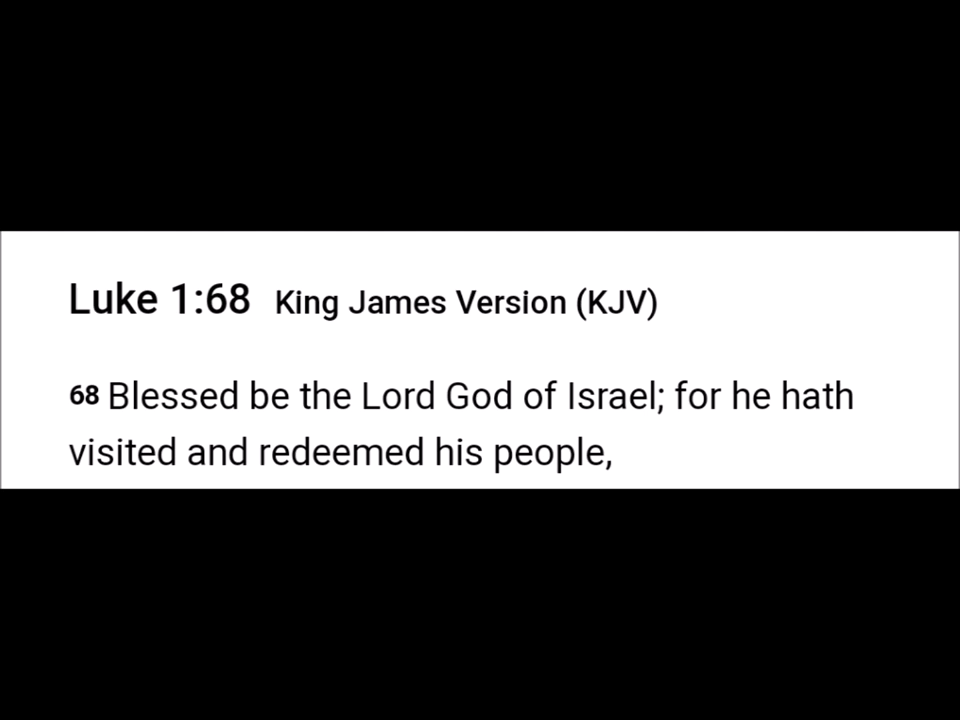 Luke 1:68 King James Version (KJV)
68 Blessed be the Lord God of Israel; for he hath
visited and redeemed his people,